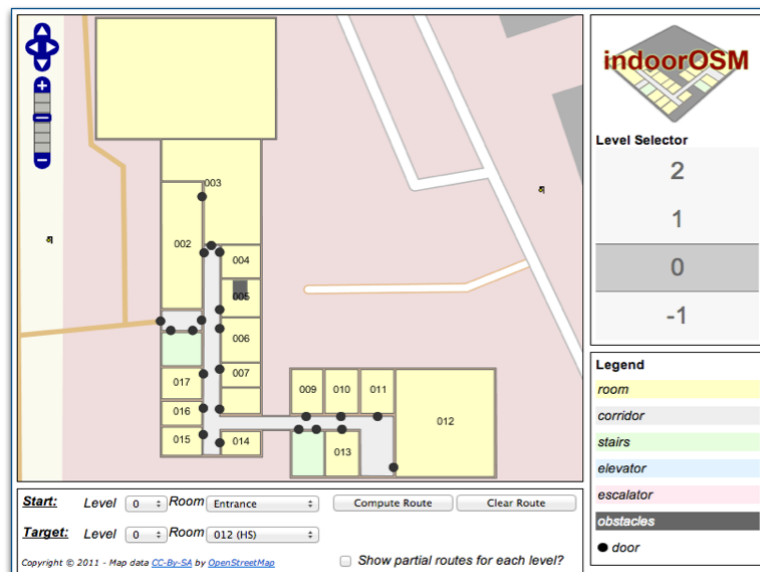 indoorOSM
Level Selector
2
1
0
-1
003
002
004
005
006
007
017
016
015
014
009
010
011
012
013
Legend
room
corridor
stairs
elevator
escalator
obstacles
door
Start: Level 0 Room Entrance Compute Route Clear Route
Target: Level 0 Room 012 (HS)
Copyright © 2011 - Map data CC-By-SA by OpenStreetMap Show partial routes for each level?